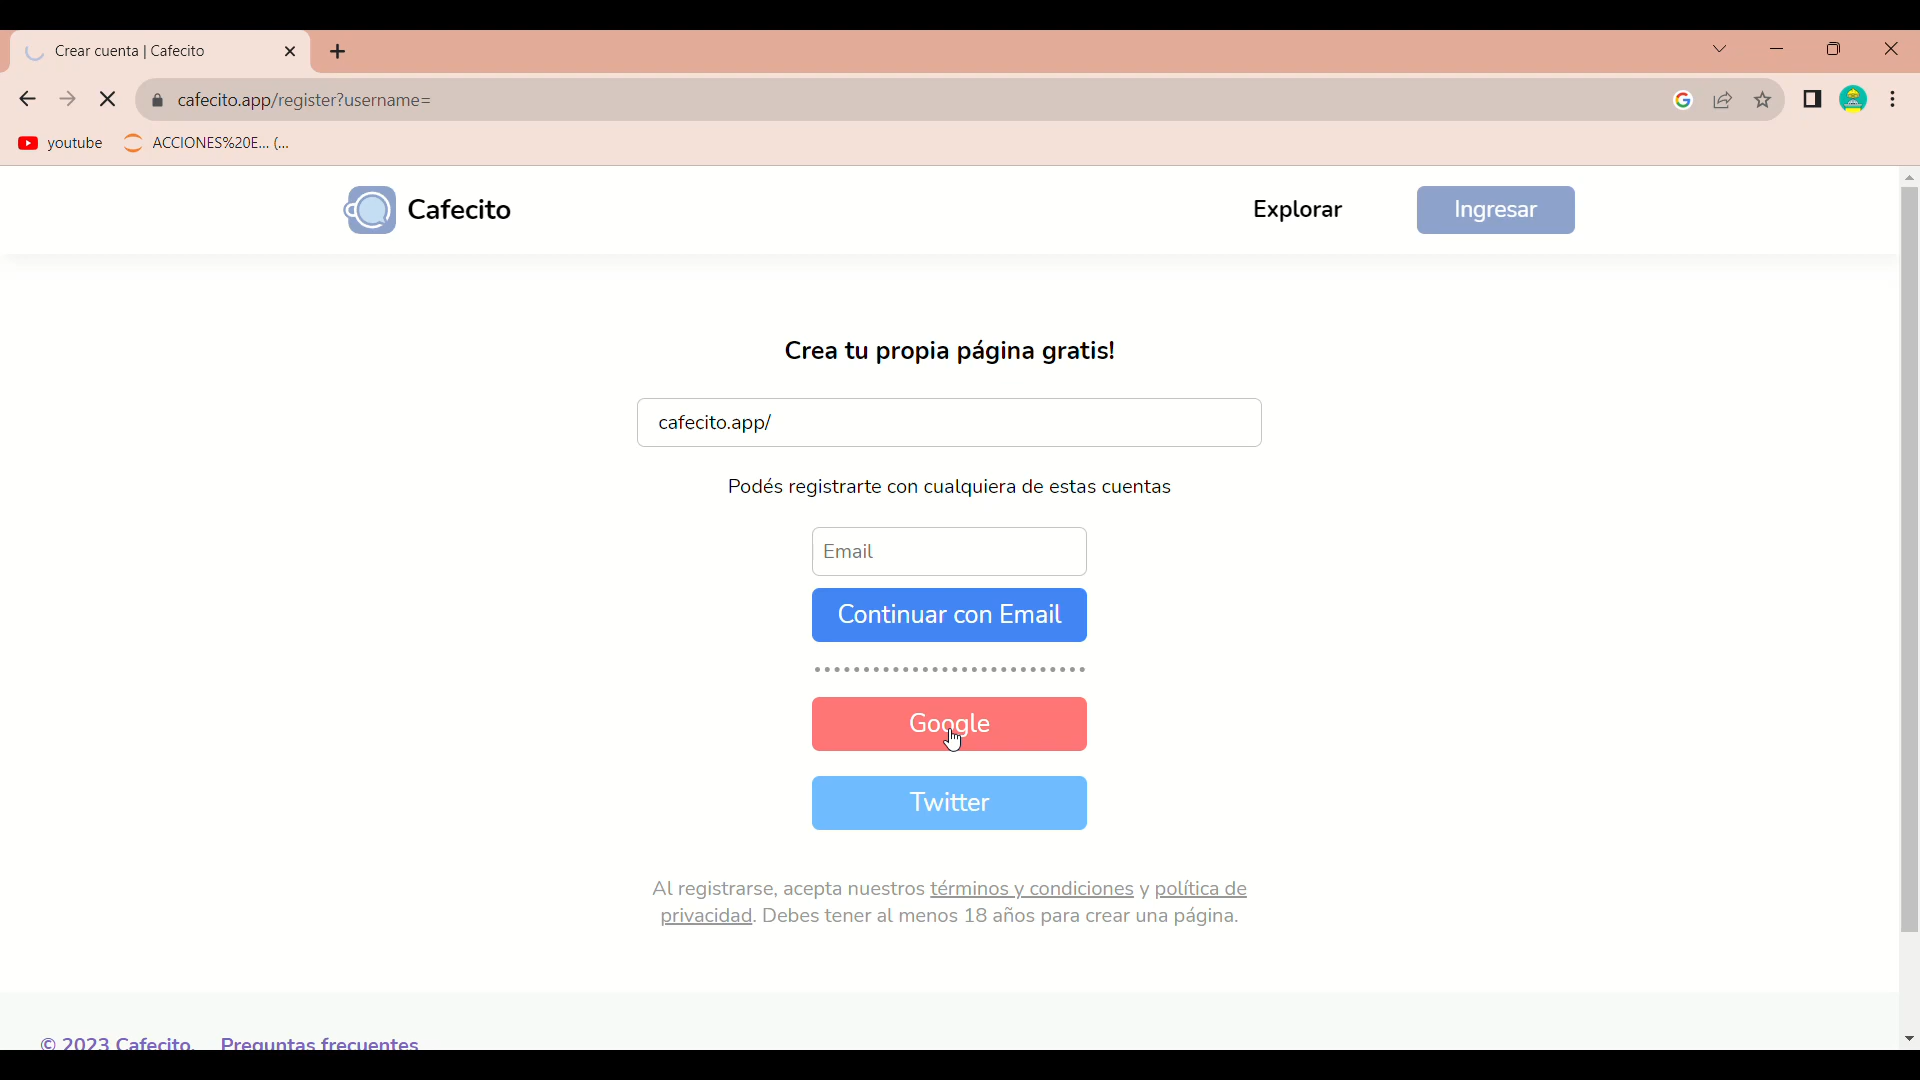 Crear cuenta | Cafecito
cafecito.app/register?username=
youtube ACCIONES%20E... (...
Cafecito Explorar Ingresar
Crea tu propia página gratis!
cafecito.app/
Podés registrarte con cualquiera de estas cuentas
Email
Continuar con Email
Google
Twitter
Al registrarse, acepta nuestros términos y condiciones y política de
privacidad. Debes tener al menos 18 años para crear una página.
© 2023 Cafecito. Preguntas frecuentes